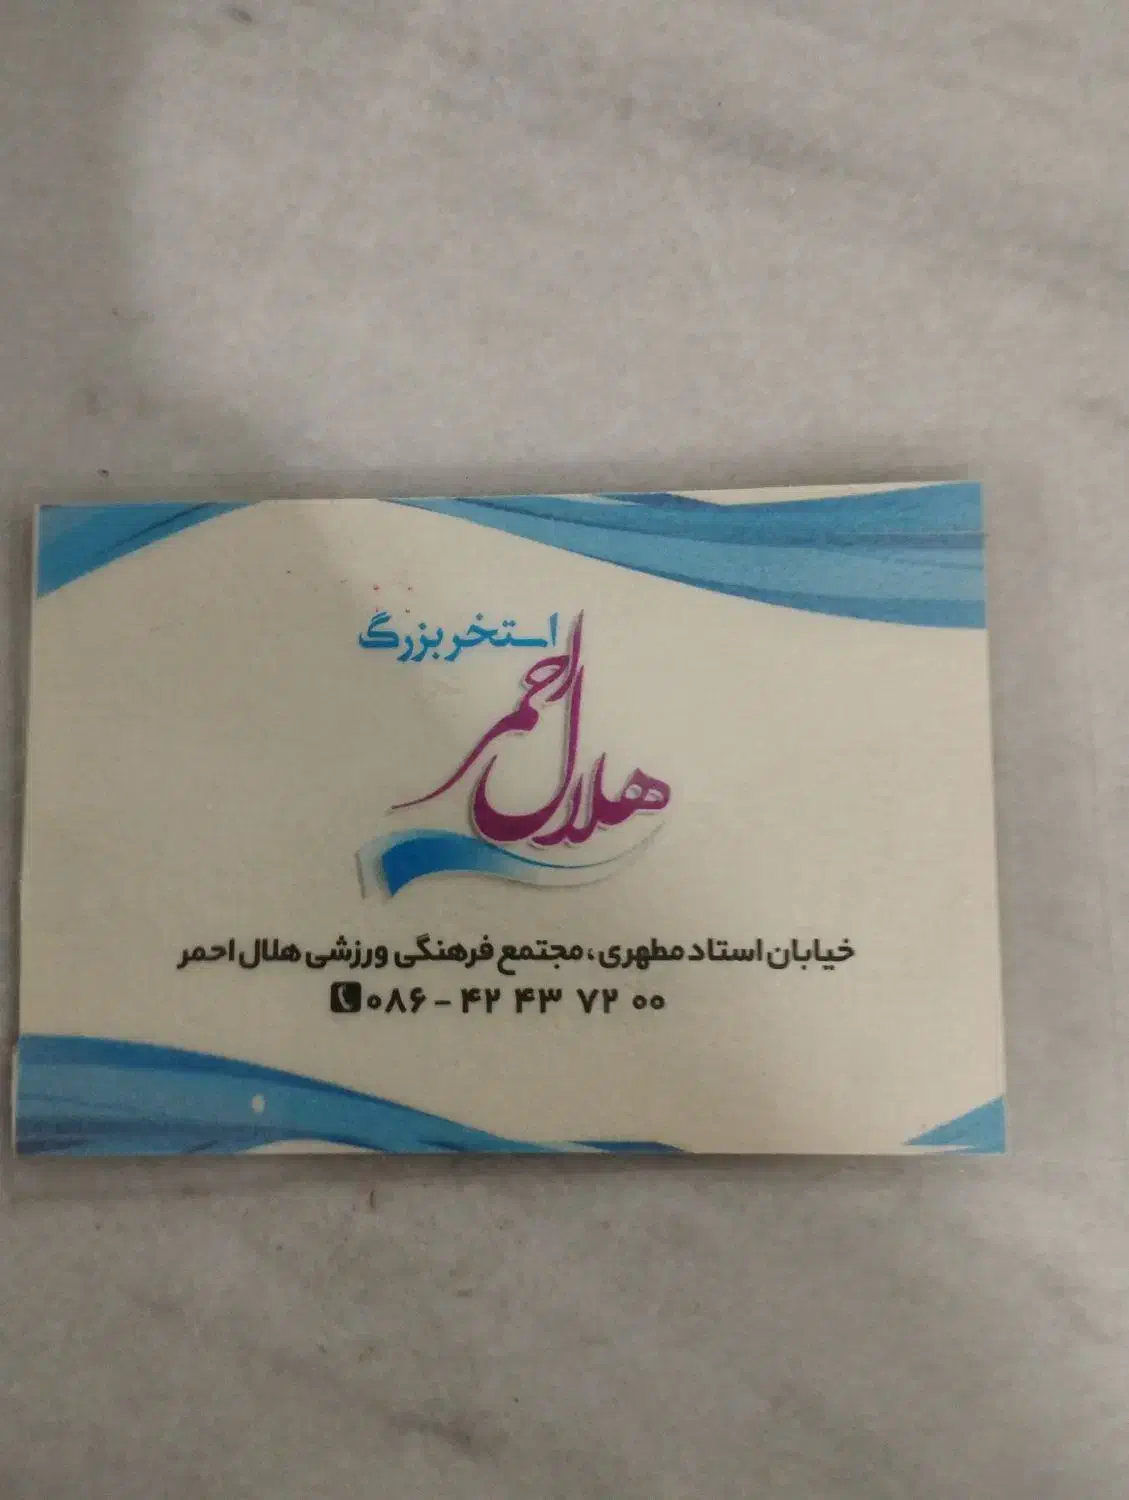 استخر بزرگ
هلال احمر
خیابان استاد مطهری، مجتمع فرهنگی ورزشی هلال احمر
۰۸۶ - ۴۲ ۴۳ ۷۲ ۰۰